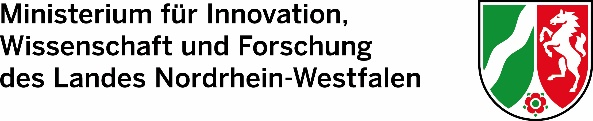 Ministerium für Innovation,
Wissenschaft und Forschung
des Landes Nordrhein-Westfalen